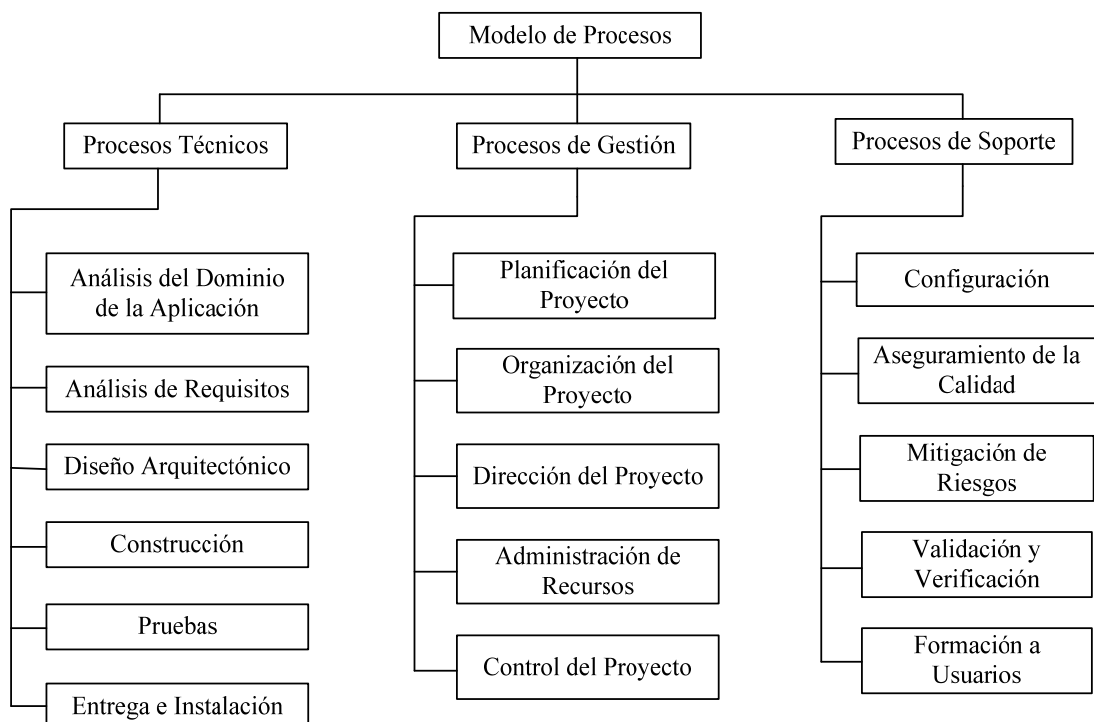 Modelo de Procesos
Procesos Técnicos
Procesos de Gestión
Procesos de Soporte
Análisis del Dominio
de la Aplicación
Análisis de Requisitos
Diseño Arquitectónico
Construcción
Pruebas
Entrega e Instalación
Planificación del
Proyecto
Organización del
Proyecto
Dirección del Proyecto
Administración de
Recursos
Control del Proyecto
Configuración
Aseguramiento de la
Calidad
Mitigación de
Riesgos
Validación y
Verificación
Formación a
Usuarios